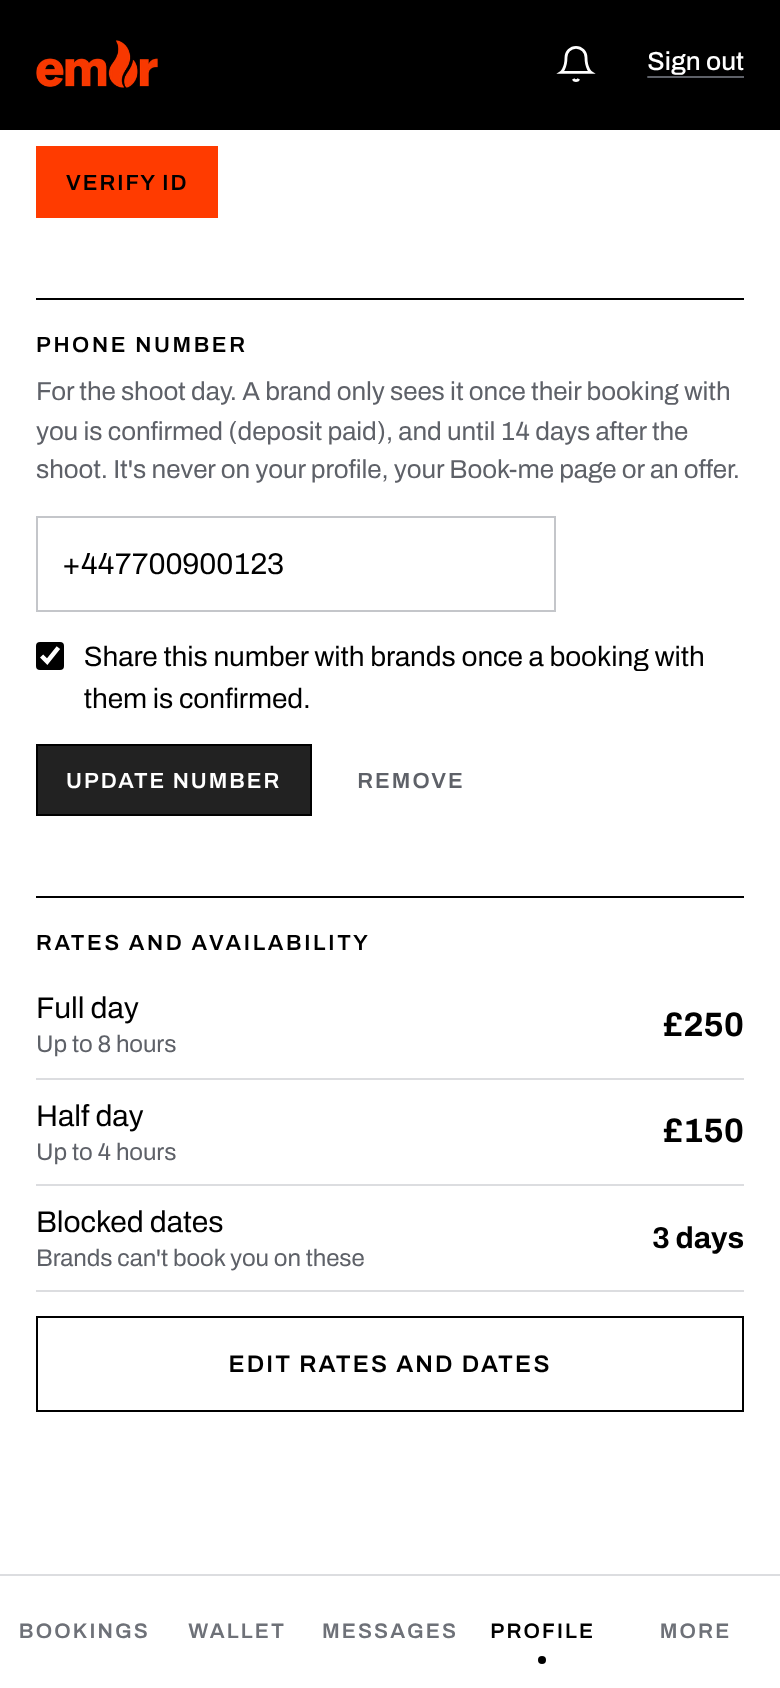 emir
Sign out
VERIFY ID
PHONE NUMBER
For the shoot day. A brand only sees it once their booking with
you is confirmed (deposit paid), and until 14 days after the
shoot. It's never on your profile, your Book-me page or an offer.
+447700900123
Share this number with brands once a booking with
them is confirmed.
UPDATE NUMBER
REMOVE
RATES AND AVAILABILITY
Full day
Up to 8 hours
£250
Half day
Up to 4 hours
£150
Blocked dates
Brands can't book you on these
3 days
EDIT RATES AND DATES
BOOKINGS
WALLET
MESSAGES
PROFILE
MORE